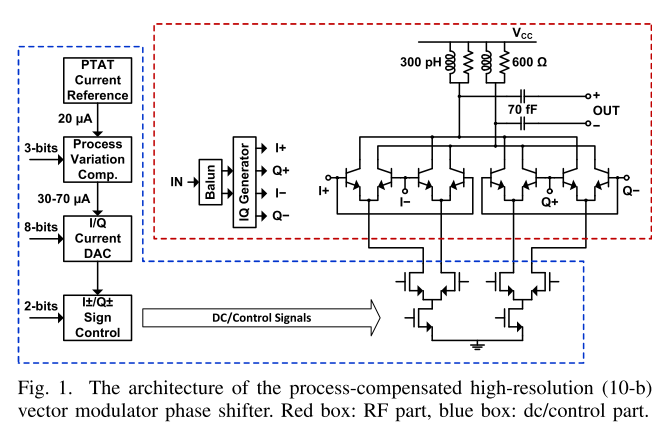 PTAT
Current
Reference
20 µA
3-bits
Process
Variation
Comp.
30-70 µA
8-bits
I/Q
Current
DAC
2-bits
I±/Q±
Sign
Control
DC/Control Signals
IN
Balun
IQ Generator
I+
Q+
I−
Q−
VCC
300 pH
600 Ω
70 fF
+
OUT
−
I+
I−
Q+
Q−
Fig. 1. The architecture of the process-compensated high-resolution (10-b)
vector modulator phase shifter. Red box: RF part, blue box: dc/control part.